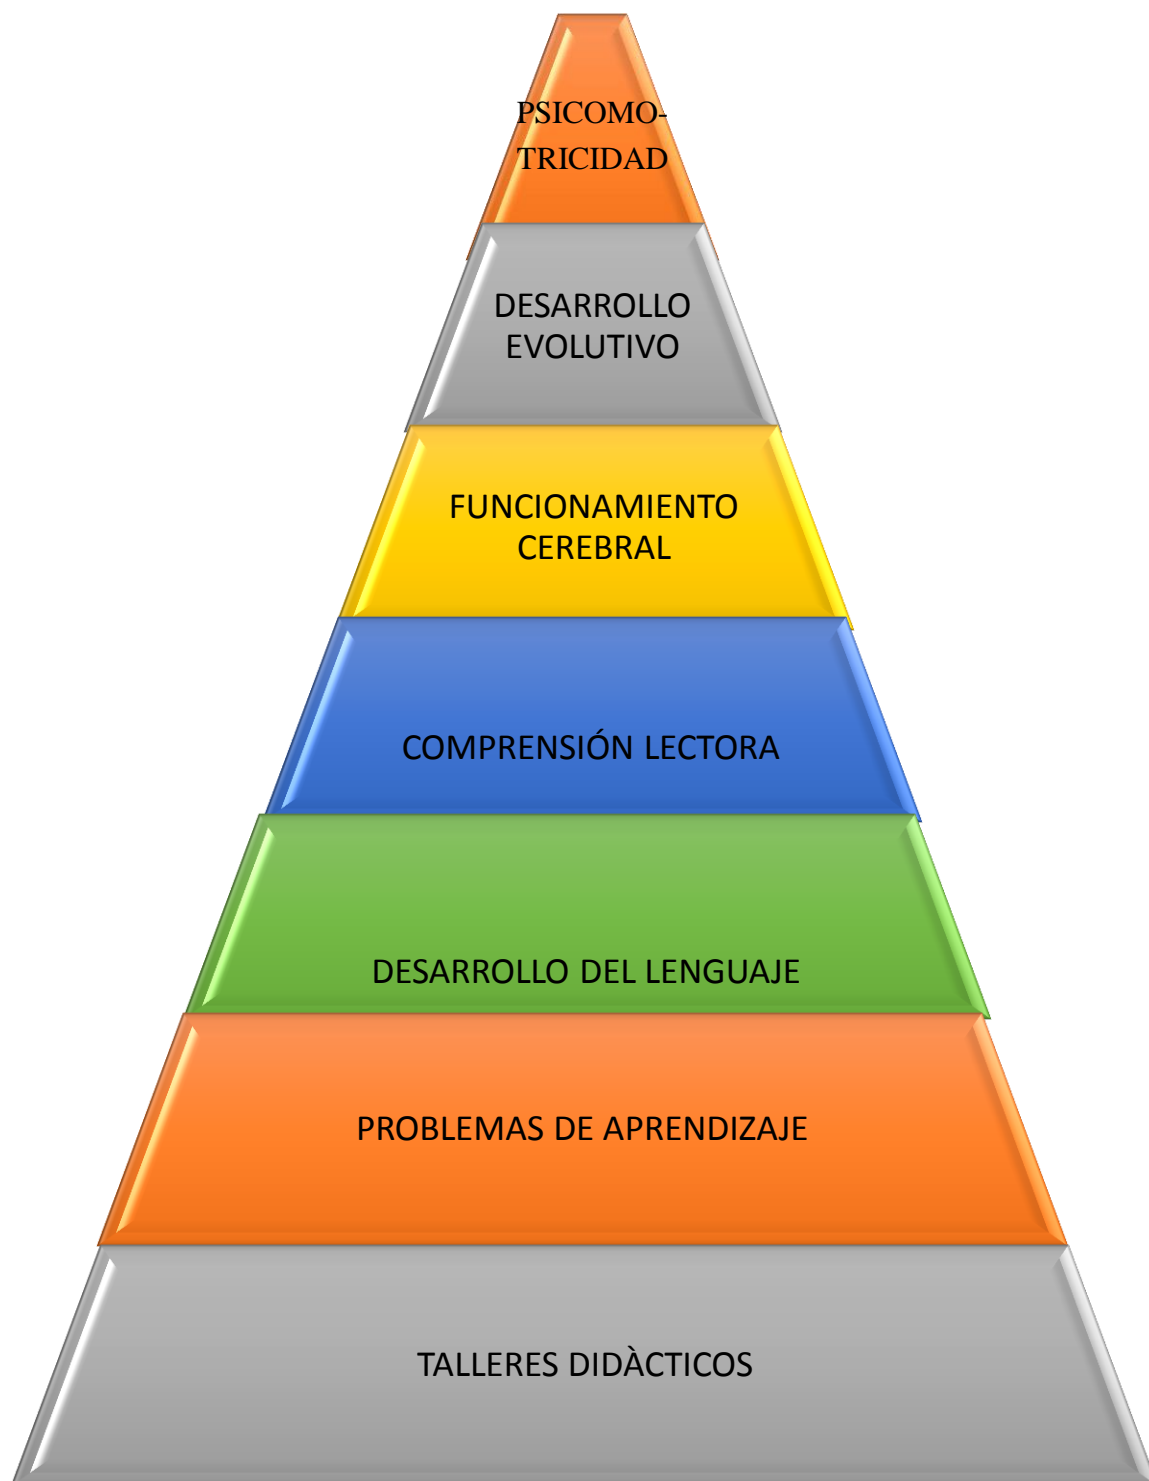 PSICOMO-
TRICIDAD
DESARROLLO
EVOLUTIVO
FUNCIONAMIENTO
CEREBRAL
COMPRENSIÓN LECTORA
DESARROLLO DEL LENGUAJE
PROBLEMAS DE APRENDIZAJE
TALLERES DIDÀCTICOS